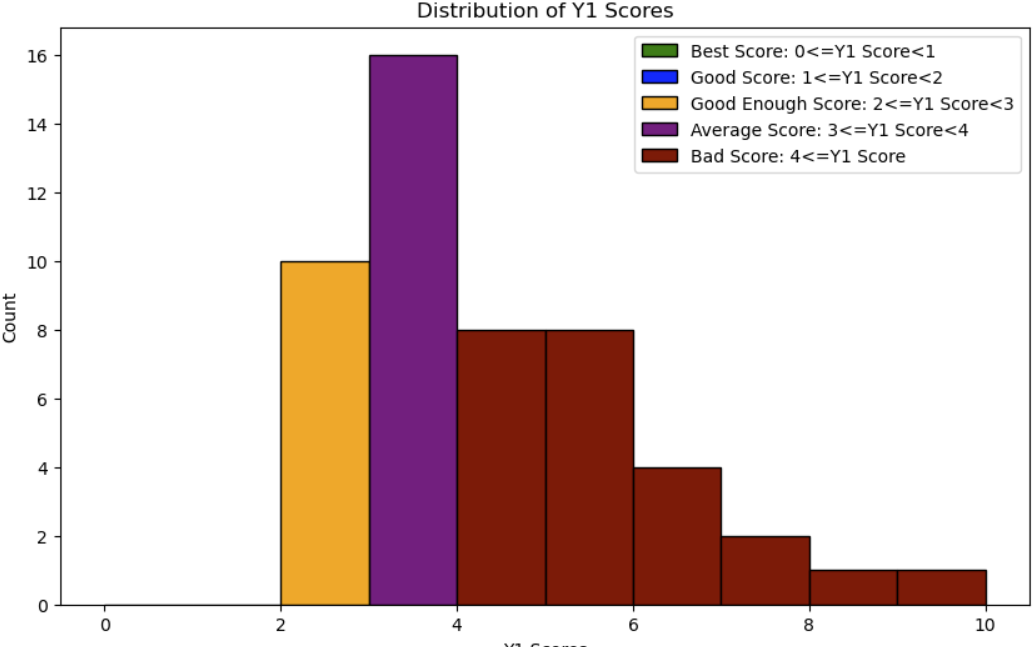 Distribution of Y1 Scores
Best Score: 0<=Y1 Score<1
Good Score: 1<=Y1 Score<2
Good Enough Score: 2<=Y1 Score<3
Average Score: 3<=Y1 Score<4
Bad Score: 4<=Y1 Score
Count
16
14
12
10
8
6
4
2
0
0 2 4 6 8 10
Y1 Scores